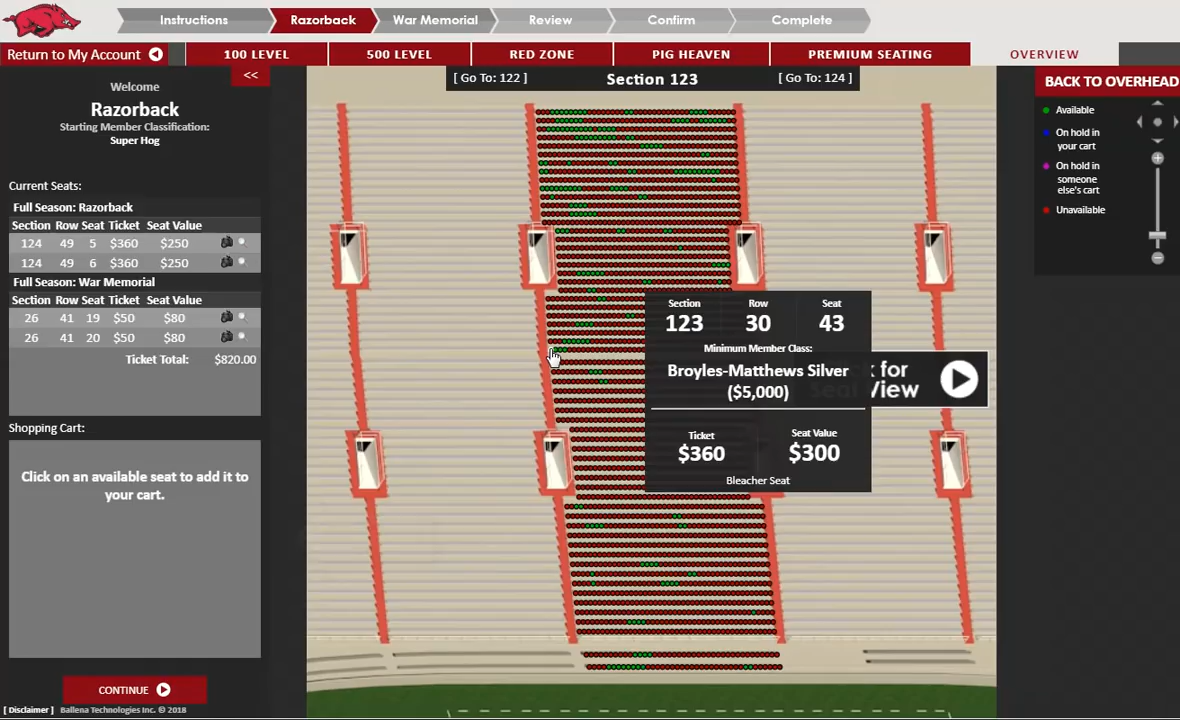 Instructions
Razorback
War Memorial
Review
Confirm
Complete
Return to My Account
100 LEVEL
500 LEVEL
RED ZONE
PIG HEAVEN
PREMIUM SEATING
OVERVIEW
<<
Welcome
Razorback
Starting Member Classification:
Super Hog
Current Seats:
Full Season: Razorback
Section Row Seat Ticket Seat Value
124 49 5 $360 $250
124 49 6 $360 $250
Full Season: War Memorial
Section Row Seat Ticket Seat Value
26 41 19 $50 $80
26 41 20 $50 $80
Ticket Total: $820.00
Shopping Cart:
Click on an available seat to add it to
your cart.
CONTINUE
[ Disclaimer ] Ballena Technologies Inc. © 2018
[ Go To: 122 ]
Section 123
[ Go To: 124 ]
Section Row Seat
123 30 43
Minimum Member Class:
Broyles-Matthews Silver
($5,000)
Ticket Seat Value
$360 $300
Bleacher Seat
for
View
BACK TO OVERHEAD
Available
On hold in
your cart
On hold in
someone
else's cart
Unavailable